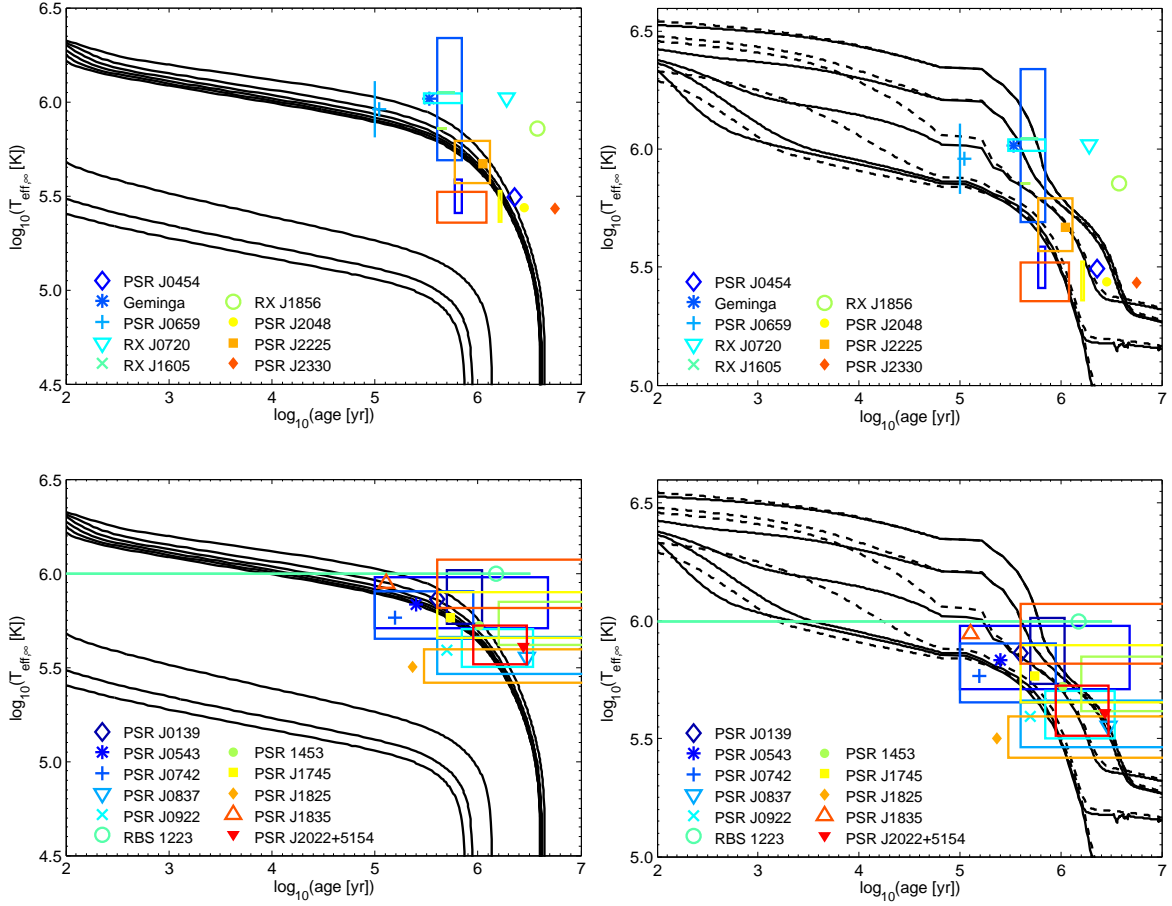 6.5
6.0
5.5
5.0
4.5
log10(Teff,∞ [K])
PSR J0454
Geminga
PSR J0659
RX J0720
RX J1605
RX J1856
PSR J2048
PSR J2225
PSR J2330
2 3 4 5 6 7
log10(age [yr])
6.5
6.0
5.5
5.0
log10(Teff,∞ [K])
PSR J0454
Geminga
PSR J0659
RX J0720
RX J1605
RX J1856
PSR J2048
PSR J2225
PSR J2330
2 3 4 5 6 7
log10(age [yr])
6.5
6.0
5.5
5.0
4.5
log10(Teff,∞ [K])
PSR J0139
PSR J0543
PSR J0742
PSR J0837
PSR J0922
RBS 1223
PSR 1453
PSR J1745
PSR J1825
PSR J1835
PSR J2022+5154
2 3 4 5 6 7
log10(age [yr])
6.5
6.0
5.5
5.0
log10(Teff,∞ [K])
PSR J0139
PSR J0543
PSR J0742
PSR J0837
PSR J0922
RBS 1223
PSR 1453
PSR J1745
PSR J1825
PSR J1835
PSR J2022+5154
2 3 4 5 6 7
log10(age [yr])